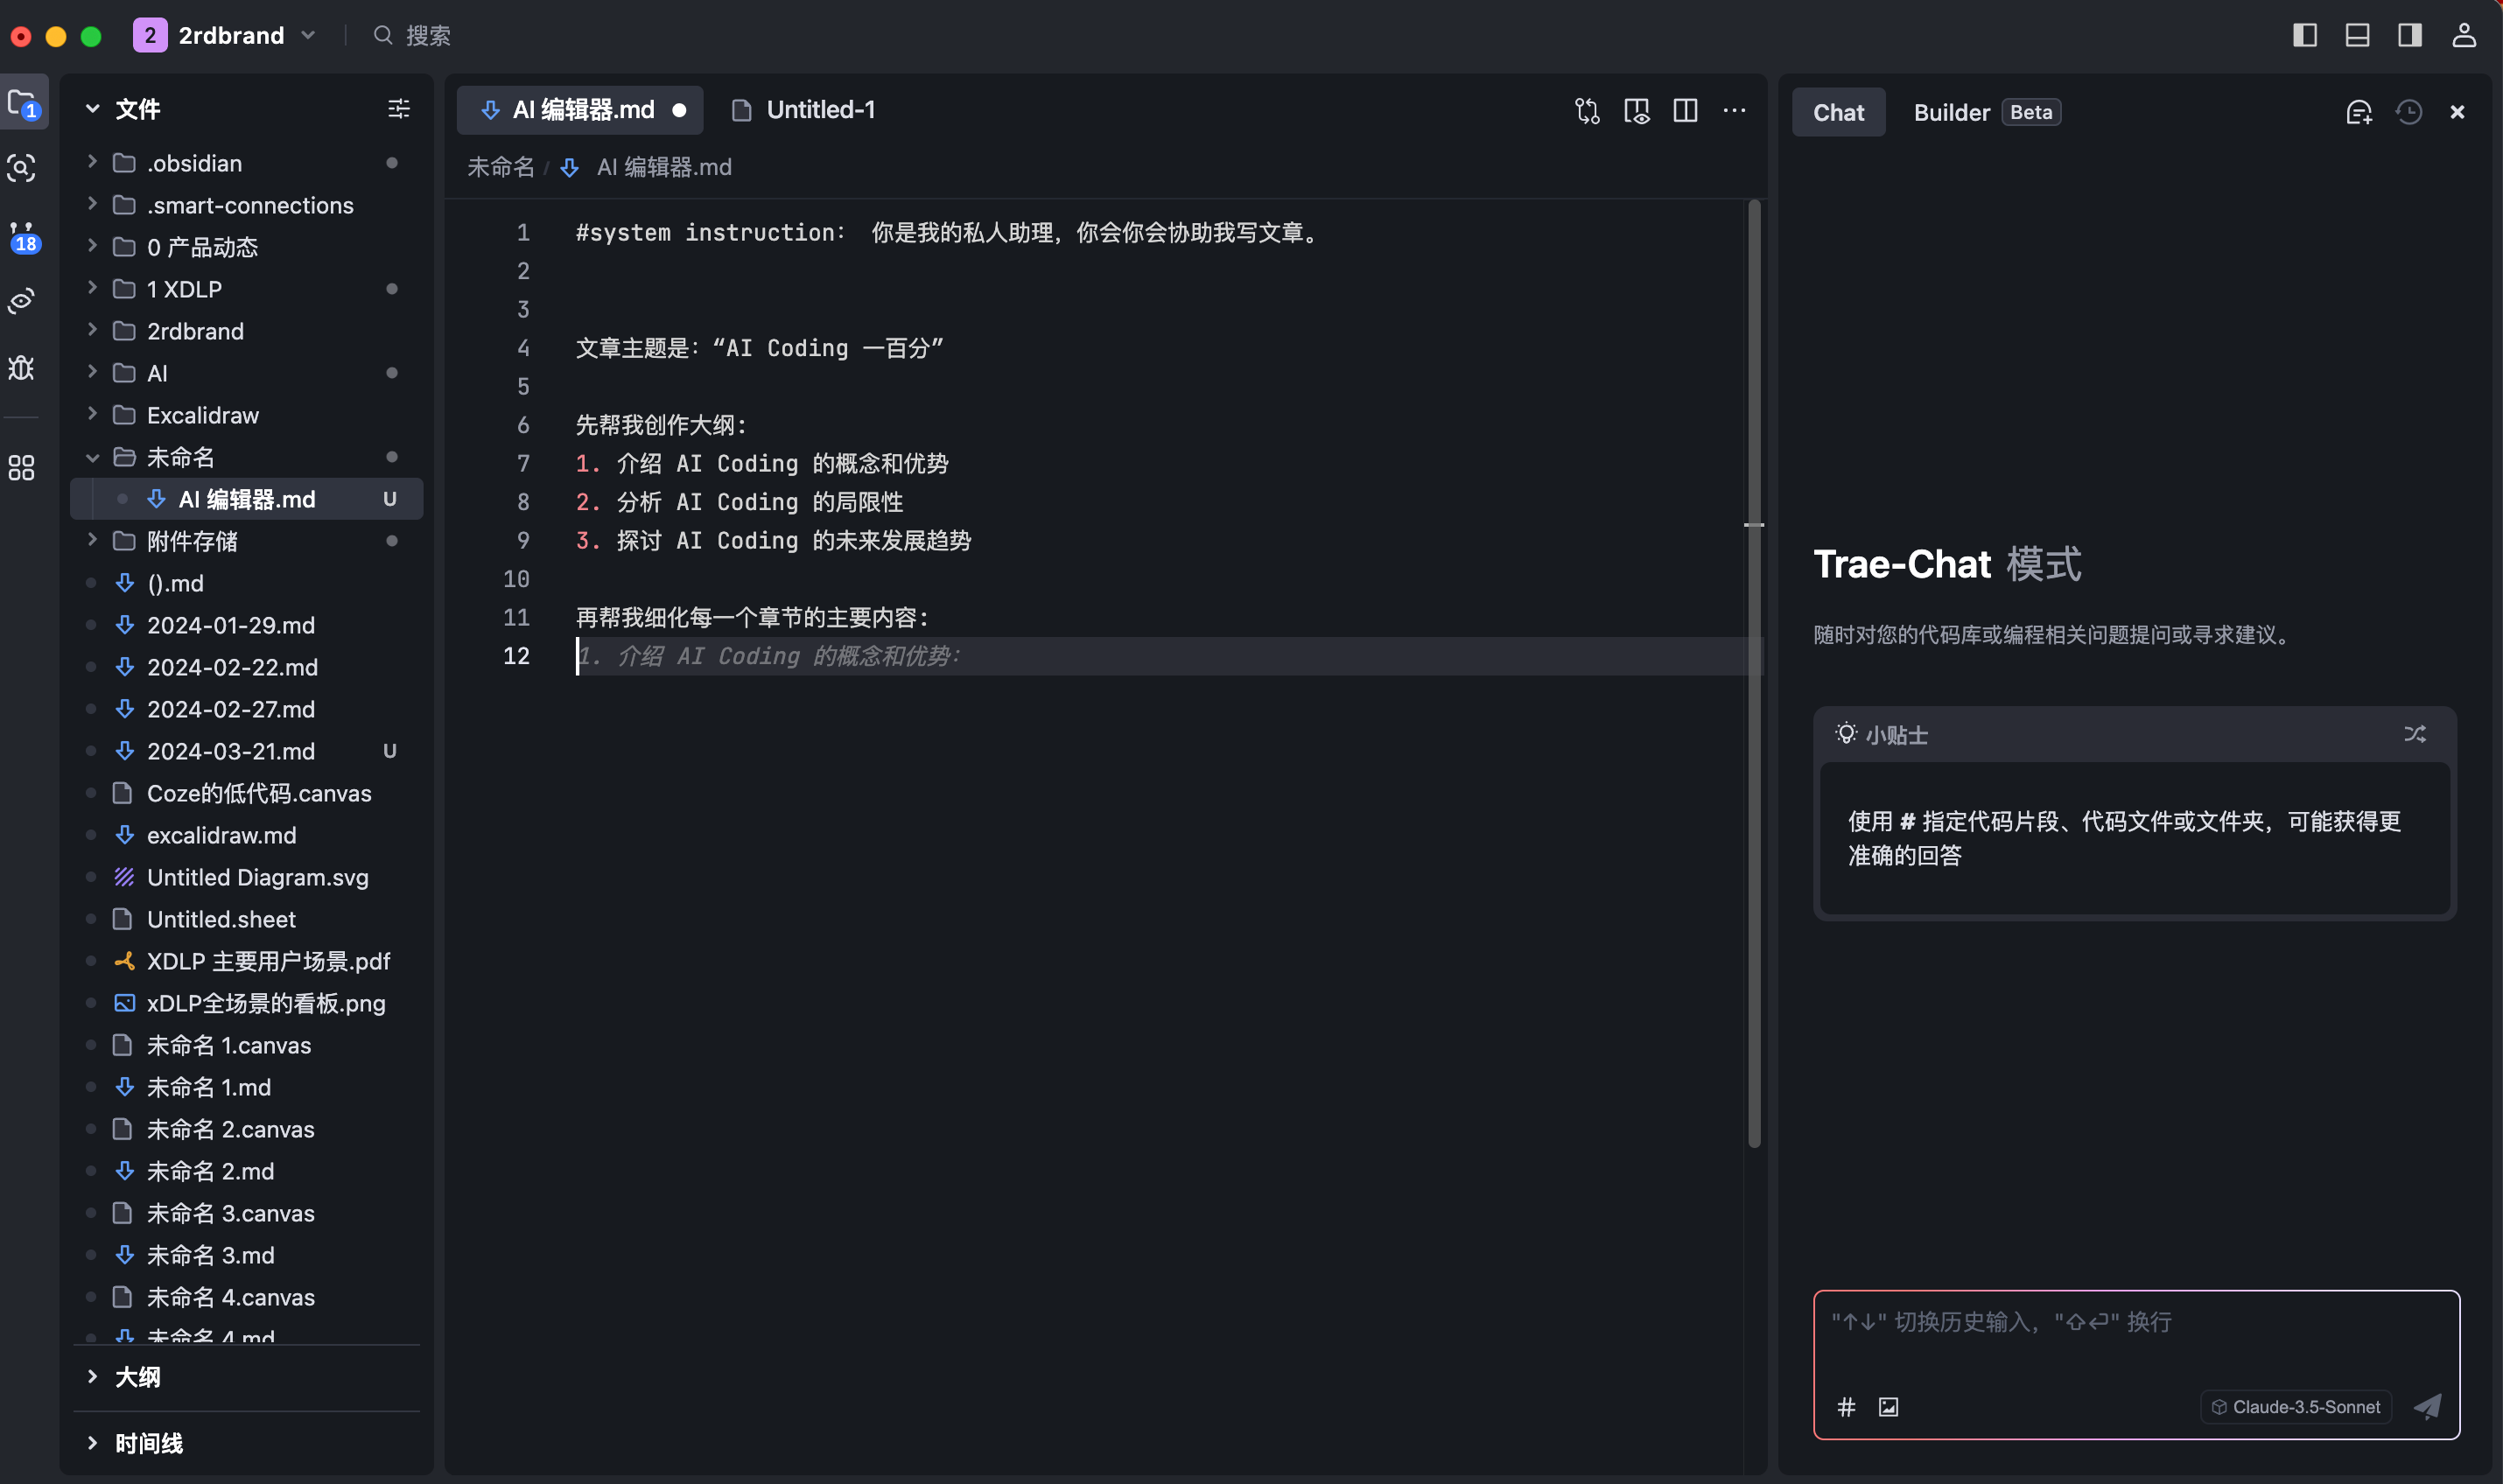 2 2rdbrand 搜索
1
18
文件
.obsidian
.smart-connections
0 产品动态
1 XDLP
2rdbrand
AI
Excalidraw
未命名
AI 编辑器.md U
附件存储
().md
2024-01-29.md
2024-02-22.md
2024-02-27.md
2024-03-21.md U
Coze的低代码.canvas
excalidraw.md
Untitled Diagram.svg
Untitled.sheet
XDLP 主要用户场景.pdf
xDLP全场景的看板.png
未命名 1.canvas
未命名 1.md
未命名 2.canvas
未命名 2.md
未命名 3.canvas
未命名 3.md
未命名 4.canvas
未命名 4.md
大纲
时间线
AI 编辑器.md Untitled-1
未命名 / AI 编辑器.md
1 #system instruction： 你是我的私人助理，你会你会协助我写文章。
2
3
4 文章主题是：“AI Coding 一百分”
5
6 先帮我创作大纲：
7 1. 介绍 AI Coding 的概念和优势
8 2. 分析 AI Coding 的局限性
9 3. 探讨 AI Coding 的未来发展趋势
10
11 再帮我细化每一个章节的主要内容：
12 1. 介绍 AI Coding 的概念和优势：
Chat Builder Beta
Trae-Chat 模式
随时对您的代码库或编程相关问题提问或寻求建议。
小贴士
使用 # 指定代码片段、代码文件或文件夹，可能获得更
准确的回答
"↑↓" 切换历史输入，"⇧⏎" 换行
# Claude-3.5-Sonnet